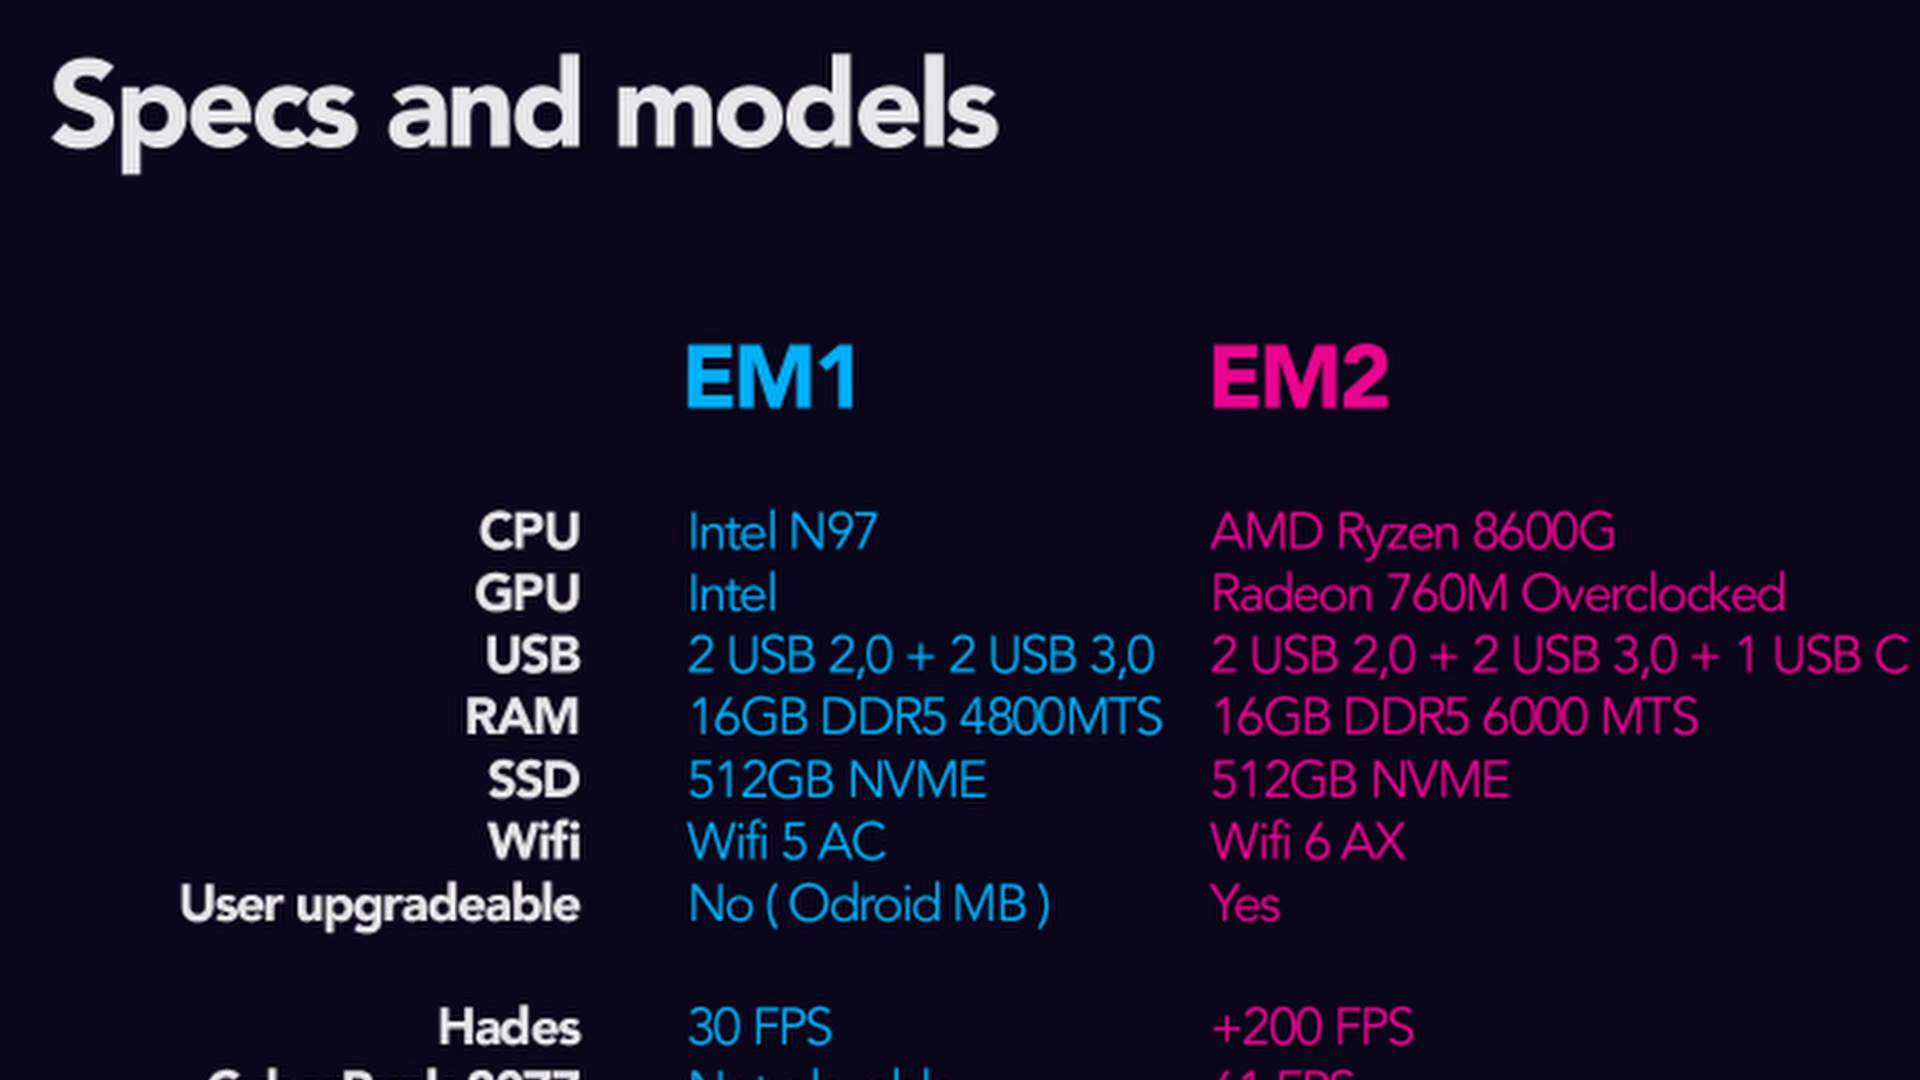 Specs and models
EM1 EM2
CPU Intel N97 AMD Ryzen 8600G
GPU Intel Radeon 760M Overclocked
USB 2 USB 2,0 + 2 USB 3,0 2 USB 2,0 + 2 USB 3,0 + 1 USB C
RAM 16GB DDR5 4800MTS 16GB DDR5 6000 MTS
SSD 512GB NVME 512GB NVME
Wifi Wifi 5 AC Wifi 6 AX
User upgradeable No ( Odroid MB ) Yes
Hades 30 FPS +200 FPS